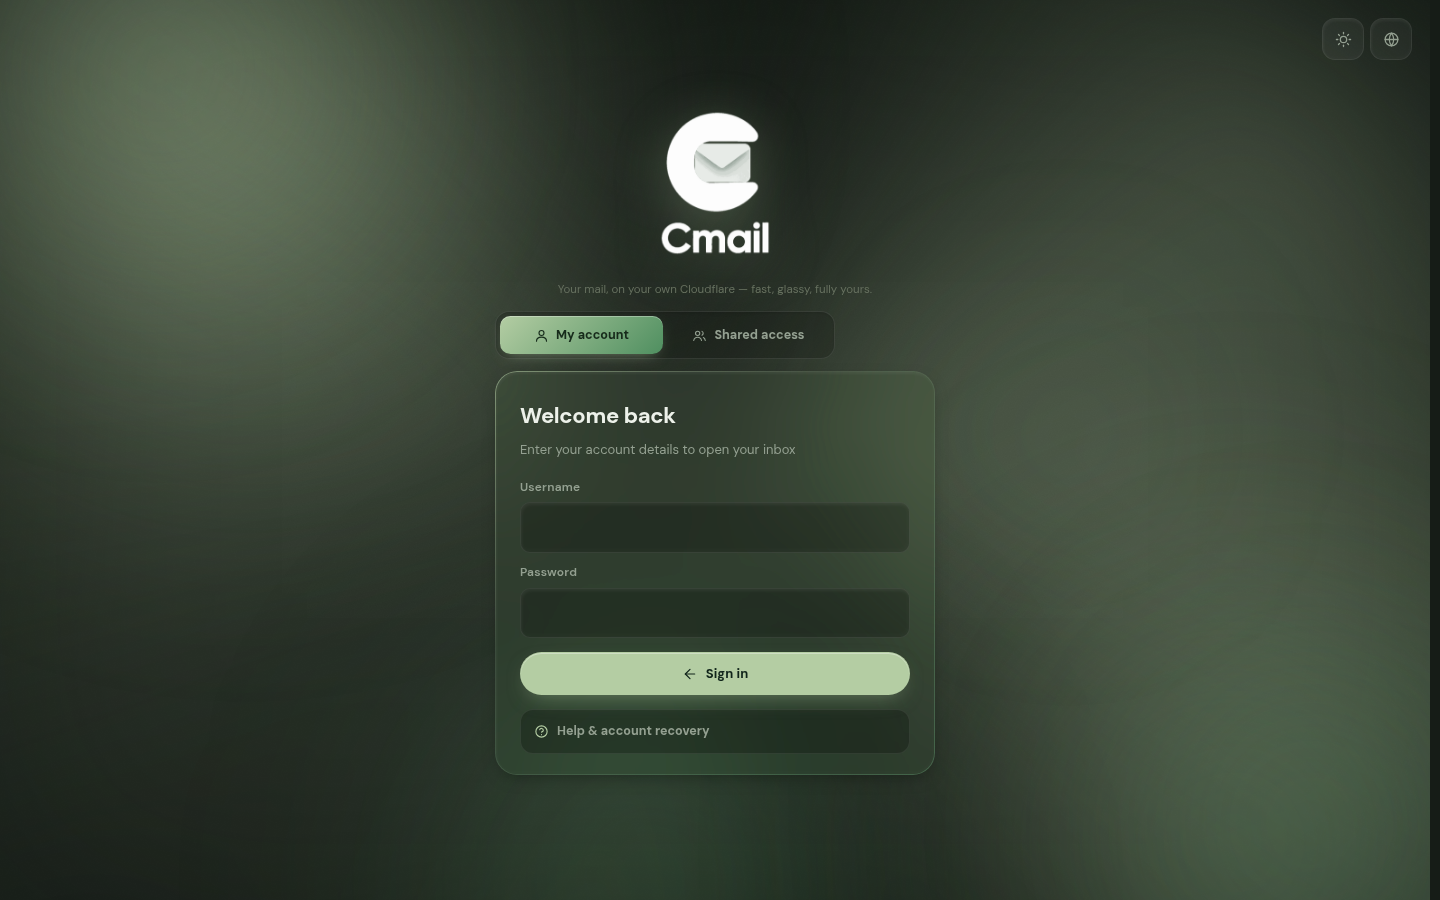 Cmail
Your mail, on your own Cloudflare — fast, glassy, fully yours.
My account
Shared access
Welcome back
Enter your account details to open your inbox
Username
Password
Sign in
Help & account recovery